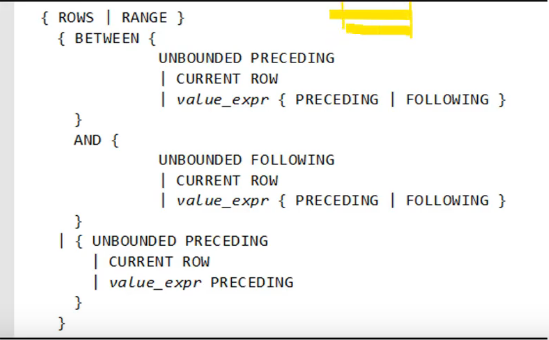 { ROWS | RANGE }
{ BETWEEN {
UNBOUNDED PRECEDING
| CURRENT ROW
| value_expr { PRECEDING | FOLLOWING }
}
AND {
UNBOUNDED FOLLOWING
| CURRENT ROW
| value_expr { PRECEDING | FOLLOWING }
}
| { UNBOUNDED PRECEDING
| CURRENT ROW
| value_expr PRECEDING
}
}